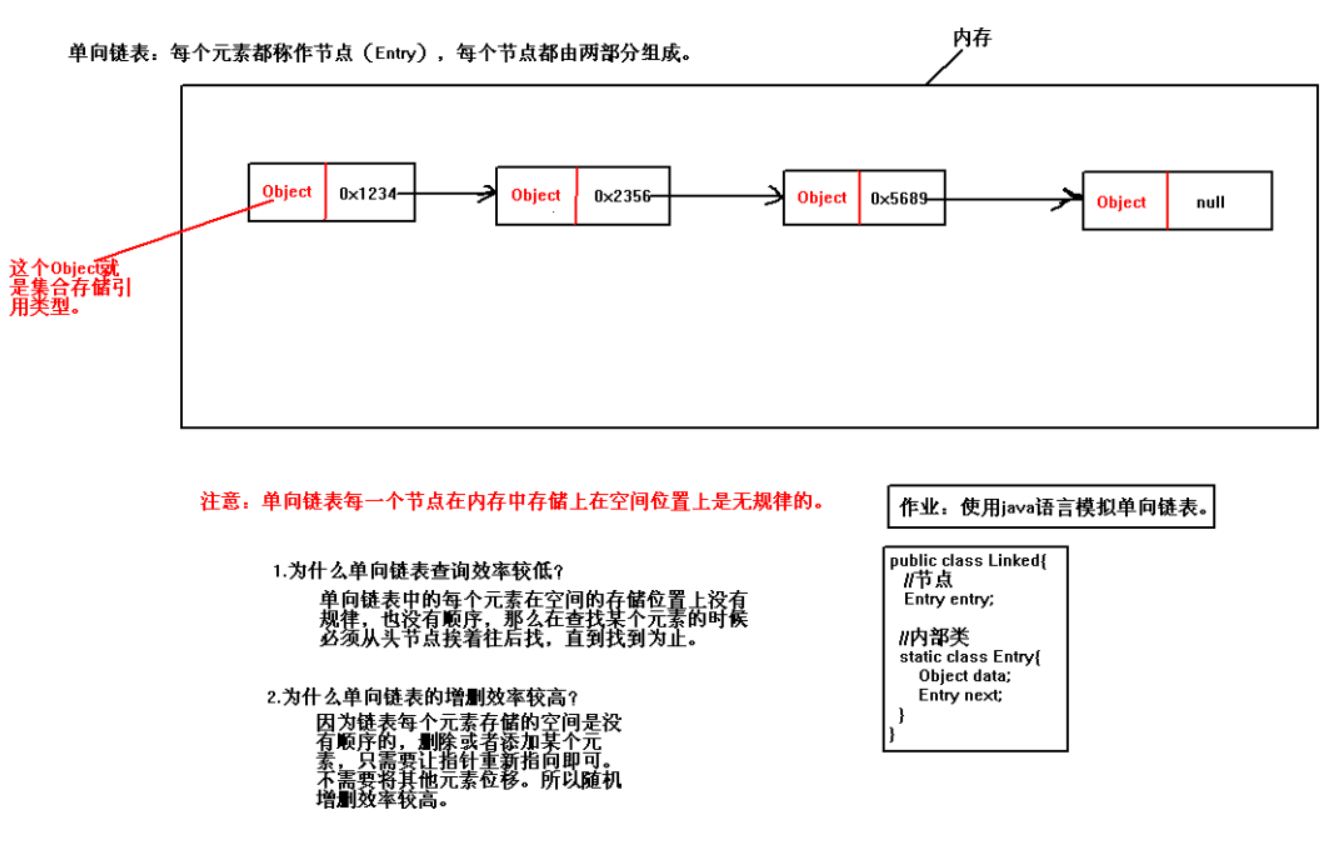 单向链表：每个元素都称作节点（Entry），每个节点都由两部分组成。
内存
Object 0x1234
Object 0x2356
Object 0x5689
Object null
这个Object就
是集合存储引
用类型。
注意：单向链表每一个节点在内存中存储上在空间位置上是无规律的。
1.为什么单向链表查询效率较低？
单向链表中的每个元素在空间的存储位置上没有
规律，也没有顺序，那么在查找某个元素的时候
必须从头节点挨着往后找，直到找到为止。
2.为什么单向链表的增删效率较高？
因为链表每个元素存储的空间是没
有顺序的，删除或者添加某个元
素，只需要让指针重新指向即可。
不需要将其他元素位移。所以随机
增删效率较高。
作业：使用java语言模拟单向链表。
public class Linked{
//节点
Entry entry;
//内部类
static class Entry{
Object data;
Entry next;
}
}